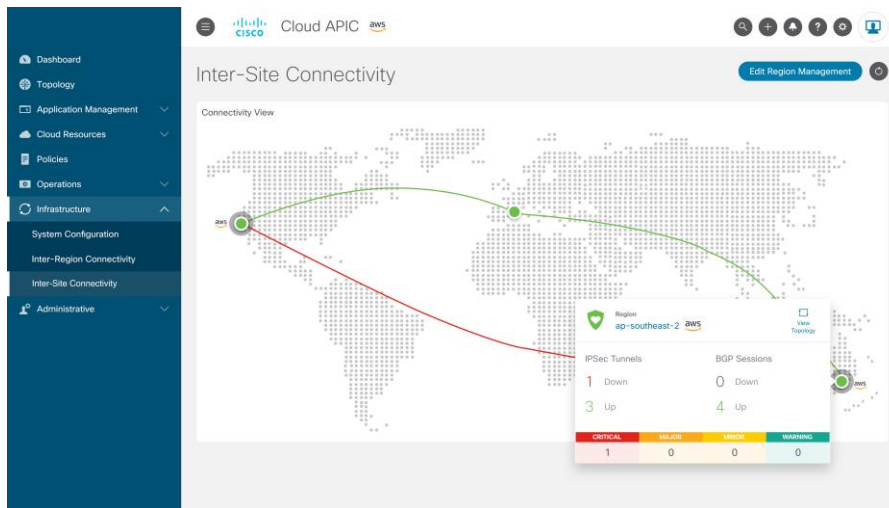 CISCO Cloud APIC aws
Dashboard
Topology
Application Management
Cloud Resources
Policies
Operations
Infrastructure
System Configuration
Inter-Region Connectivity
Inter-Site Connectivity
Administrative
Inter-Site Connectivity
Edit Region Management
Connectivity View
aws
Region
ap-southeast-2 aws
View
Topology
IPSec Tunnels BGP Sessions
1 Down 0 Down
3 Up 4 Up
aws
CRITICAL MAJOR MINOR WARNING
1 0 0 0